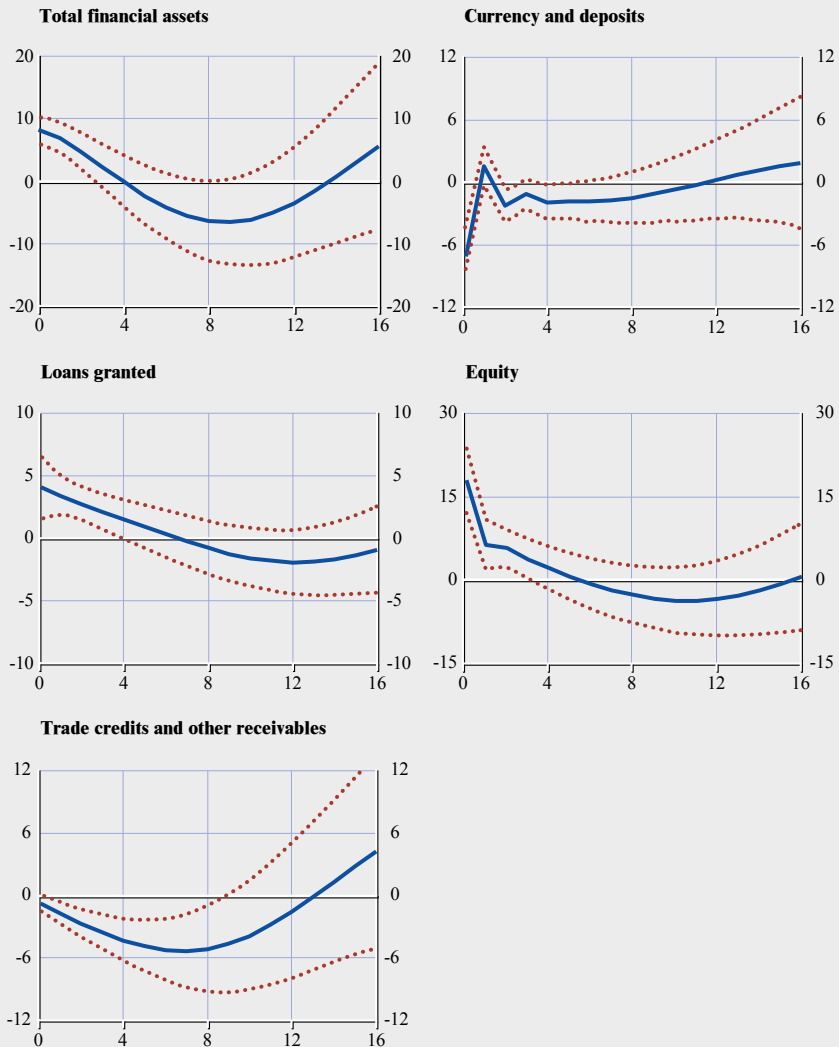 Total financial assets
20 20
10 10
0 0
-10 -10
-20 -20
0 4 8 12 16
Currency and deposits
12 12
6 6
0 0
-6 -6
-12 -12
0 4 8 12 16
Loans granted
10 10
5 5
0 0
-5 -5
-10 -10
0 4 8 12 16
Equity
30 30
15 15
0 0
-15 -15
0 4 8 12 16
Trade credits and other receivables
12 12
6 6
0 0
-6 -6
-12 -12
0 4 8 12 16